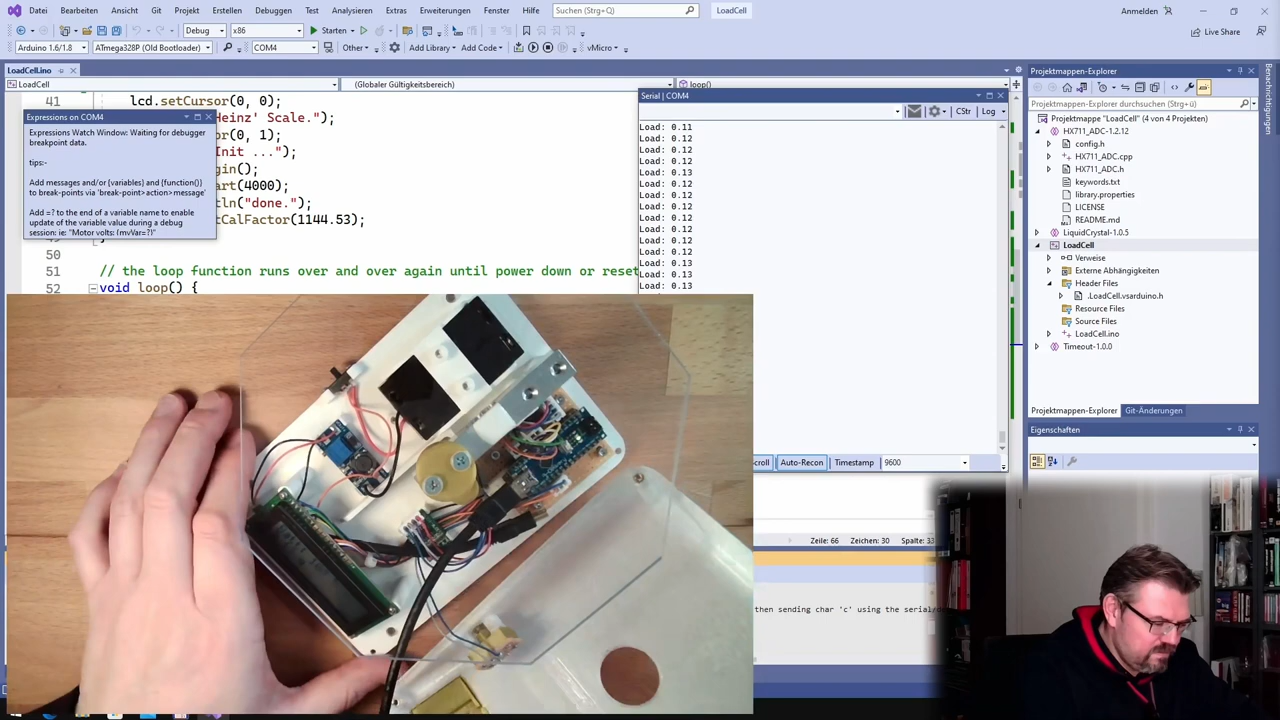 Datei Bearbeiten Ansicht Git Projekt Erstellen Debuggen Test Analysieren Extras Erweiterungen Fenster Hilfe Suchen (Strg+Q) LoadCell Anmelden
Debug x86 Starten Live Share
Arduino 1.6/1.8 ATmega328P (Old Bootloader) COM4 Other Add Library Add Code vMicro
LoadCell.ino
LoadCell (Globaler Gültigkeitsbereich) loop()
41 lcd.setCursor(0, 0);
Heinz' Scale.");
(0, 1);
Init ...");
50
51 // the loop function runs over and over again until power down or reset
52 void loop() {
gin();
art(4000);
ln("done.");
tCalFactor(1144.53);
Expressions on COM4
Expressions Watch Window: Waiting for debugger
breakpoint data.
tips:-
Add messages and/or {variables} and {function()}
to break-points via 'break-point>action>message'
Add =? to the end of a variable name to enable
update of the variable value during a debug
session: ie: "Motor volts: {mvVar=?}"
Serial | COM4
CStr Log
Load: 0.11
Load: 0.12
Load: 0.12
Load: 0.12
Load: 0.13
Load: 0.12
Load: 0.12
Load: 0.12
Load: 0.12
Load: 0.12
Load: 0.12
Load: 0.12
Load: 0.13
Load: 0.13
Load: 0.13
croll Auto-Recon Timestamp 9600
Zeile: 66 Zeichen: 30 Spalte: 33
then sending char 'c' using the serial/
Projektmappen-Explorer
Projektmappen-Explorer durchsuchen (Strg+ü)
Projektmappe "LoadCell" (4 von 4 Projekten)
HX711_ADC-1.2.12
config.h
HX711_ADC.cpp
HX711_ADC.h
keywords.txt
library.properties
LICENSE
README.md
LiquidCrystal-1.0.5
LoadCell
Verweise
Externe Abhängigkeiten
Header Files
.LoadCell.vsarduino.h
Resource Files
Source Files
LoadCell.ino
Timeout-1.0.0
Projektmappen-Explorer Git-Änderungen
Eigenschaften
Benachrichtigungen